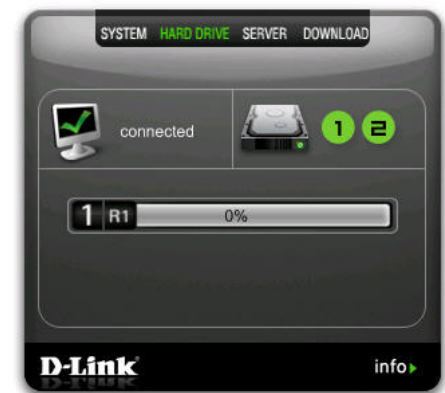 SYSTEM HARD DRIVE SERVER DOWNLOAD
connected
1 2
1 R1 0%
D-Link
info